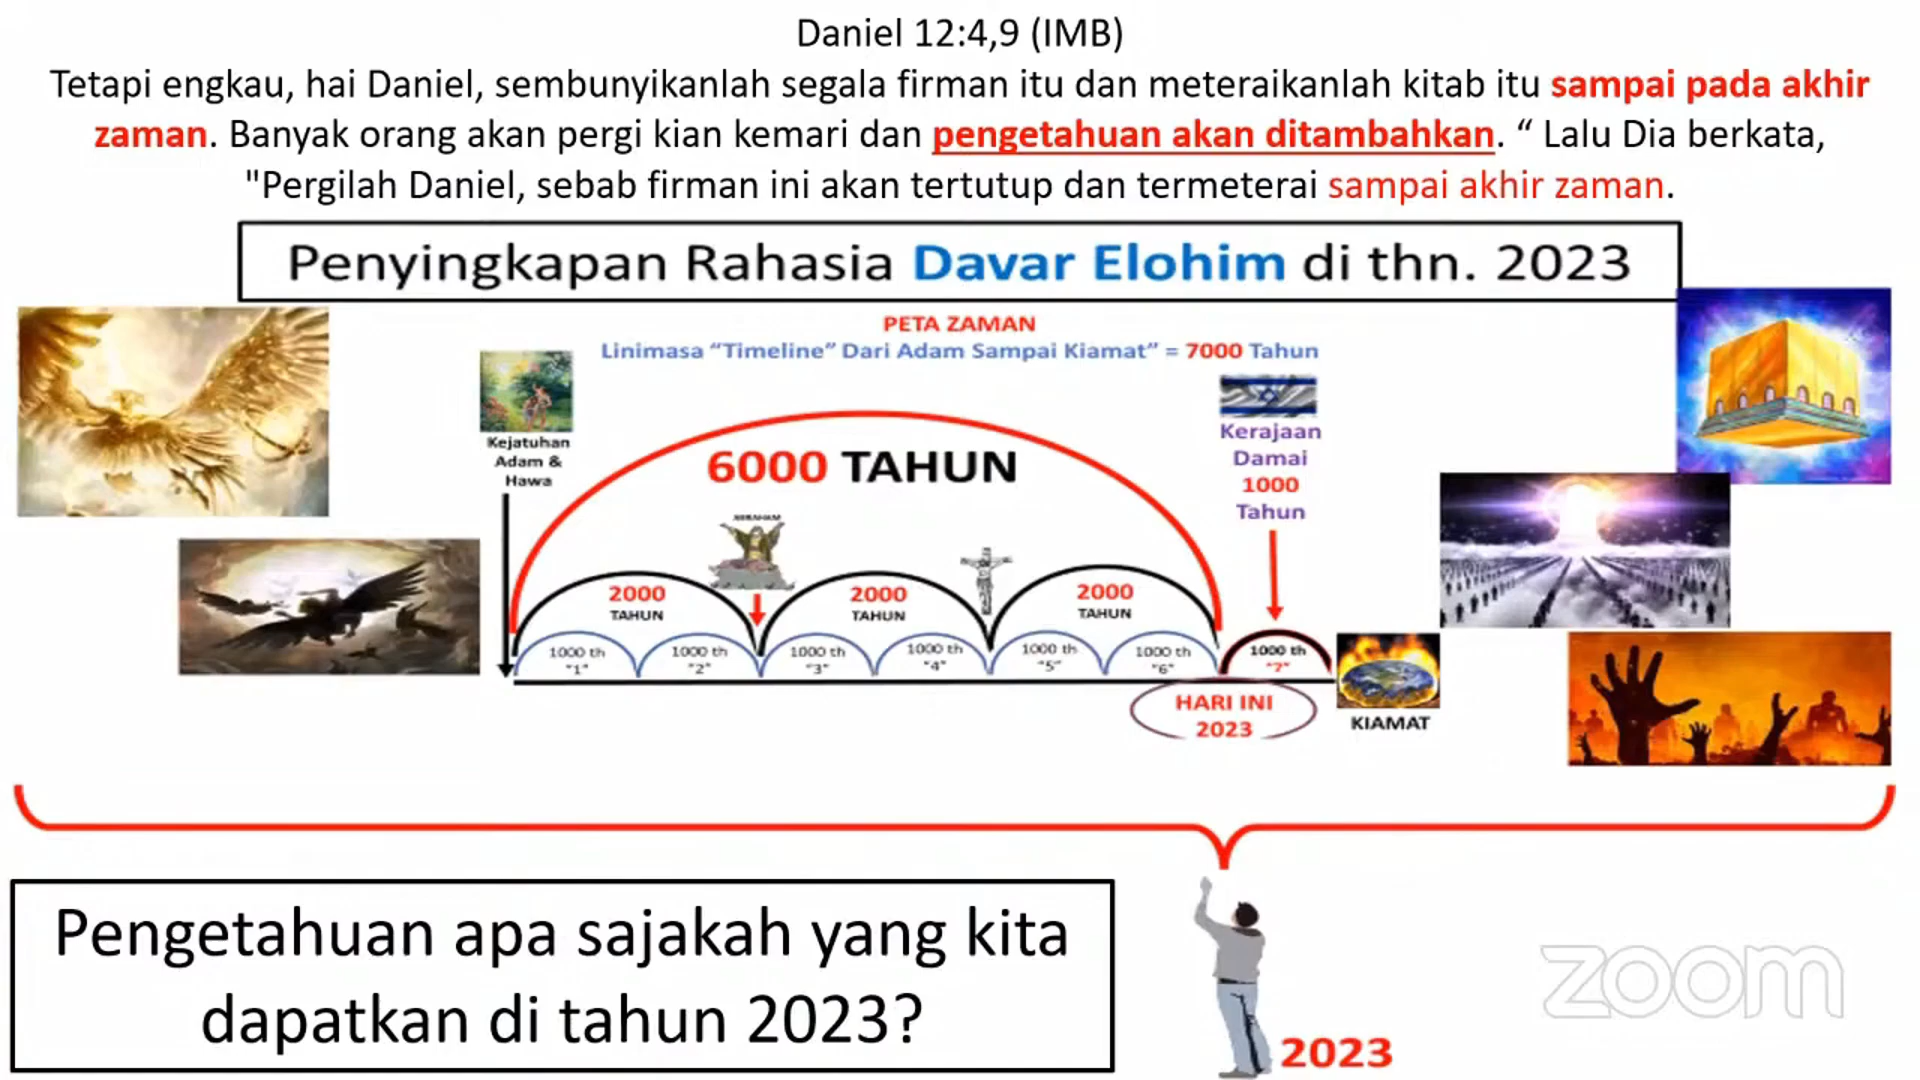 Daniel 12:4,9 (IMB)
Tetapi engkau, hai Daniel, sembunyikanlah segala firman itu dan meteraikanlah kitab itu sampai pada akhir
zaman. Banyak orang akan pergi kian kemari dan pengetahuan akan ditambahkan. “ Lalu Dia berkata,
"Pergilah Daniel, sebab firman ini akan tertutup dan termeterai sampai akhir zaman.
Penyingkapan Rahasia Davar Elohim di thn. 2023
PETA ZAMAN
Linimasa “Timeline” Dari Adam Sampai Kiamat” = 7000 Tahun
Kejatuhan
Adam &
Hawa
6000 TAHUN
Kerajaan
Damai
1000
Tahun
ABRAHAM
2000
TAHUN
2000
TAHUN
2000
TAHUN
1000 th
"1"
1000 th
"2"
1000 th
"3"
1000 th
"4"
1000 th
"5"
1000 th
"6"
1000 th
"7"
HARI INI
2023
KIAMAT
Pengetahuan apa sajakah yang kita
dapatkan di tahun 2023?
2023
zoom